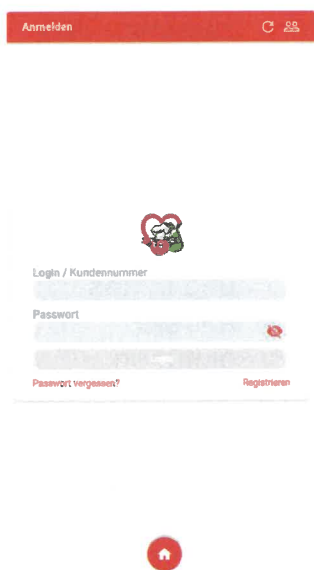 Anmelden
Login / Kundennummer
Passwort
Passwort vergessen?
Registrieren